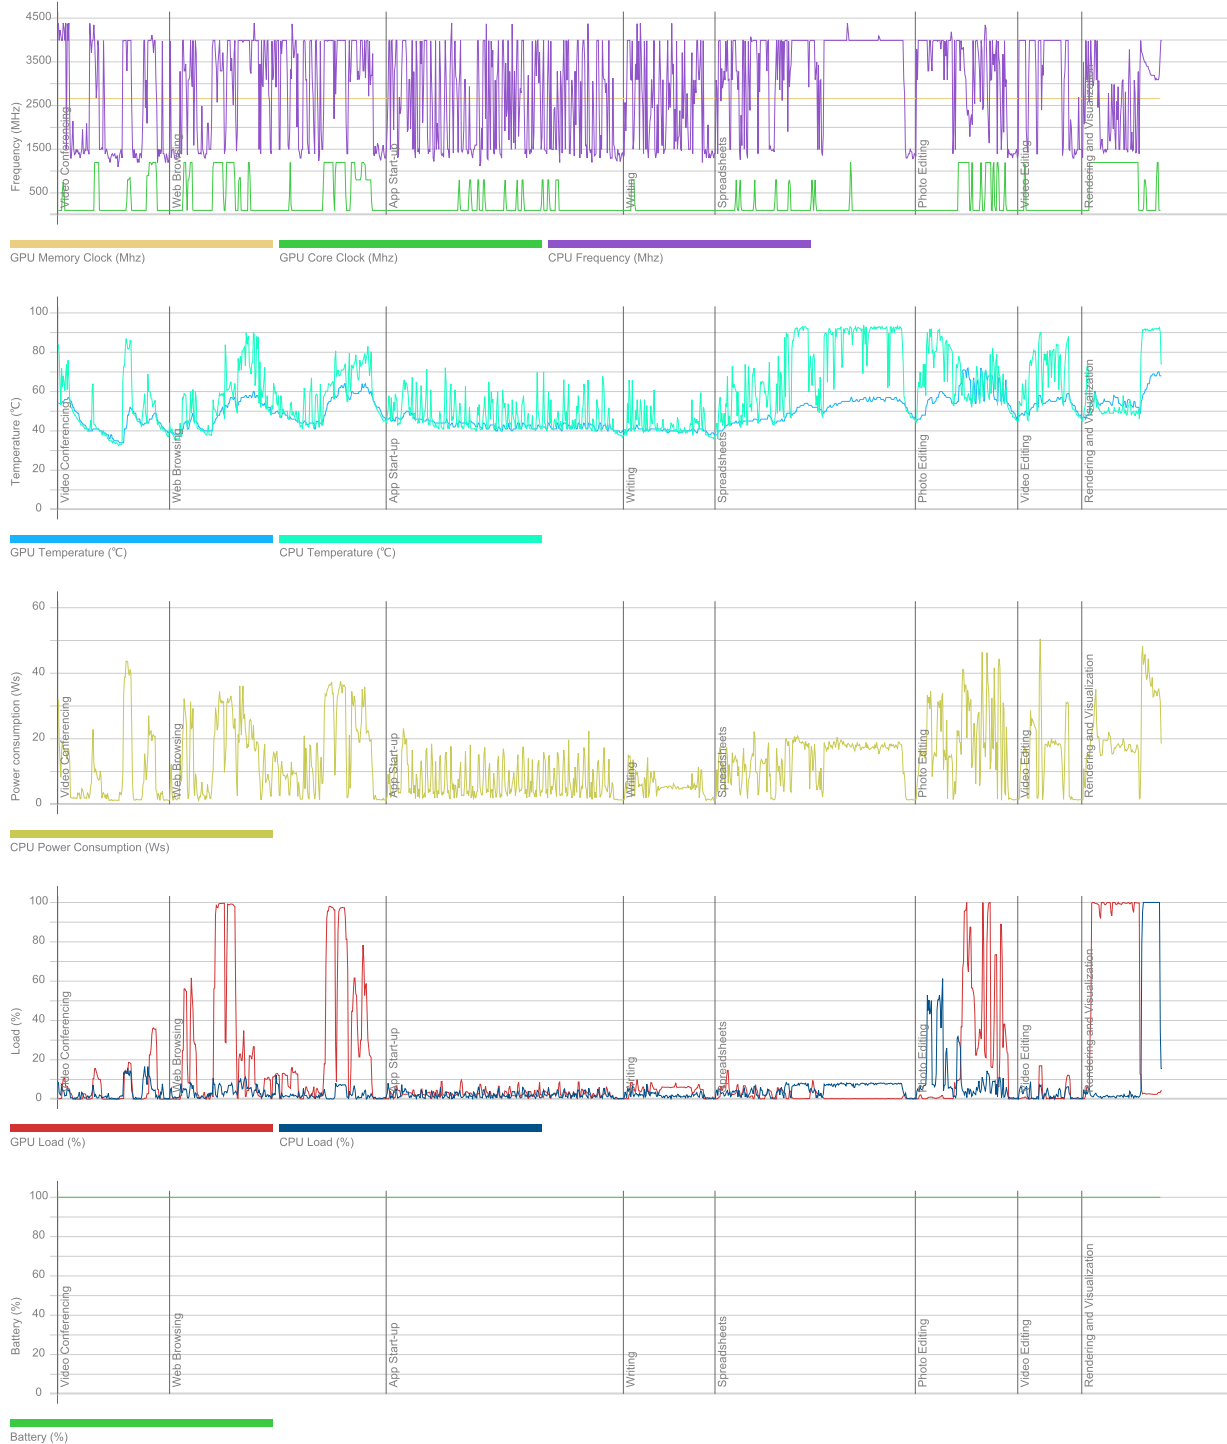 4500
3500
2500
1500
500
Frequency (MHz)
Video Conferencing
Web Browsing
App Start-up
Writing
Spreadsheets
Photo Editing
Video Editing
Rendering and Visualization
GPU Memory Clock (Mhz)
GPU Core Clock (Mhz)
CPU Frequency (Mhz)
100
80
60
40
20
0
Temperature (°C)
Video Conferencing
Web Browsing
App Start-up
Writing
Spreadsheets
Photo Editing
Video Editing
Rendering and Visualization
GPU Temperature (°C)
CPU Temperature (°C)
60
40
20
0
Power consumption (Ws)
Video Conferencing
Web Browsing
App Start-up
Writing
Spreadsheets
Photo Editing
Video Editing
Rendering and Visualization
CPU Power Consumption (Ws)
100
80
60
40
20
0
Load (%)
Video Conferencing
Web Browsing
App Start-up
Writing
Spreadsheets
Photo Editing
Video Editing
Rendering and Visualization
GPU Load (%)
CPU Load (%)
100
80
60
40
20
0
Battery (%)
Video Conferencing
Web Browsing
App Start-up
Writing
Spreadsheets
Photo Editing
Video Editing
Rendering and Visualization
Battery (%)